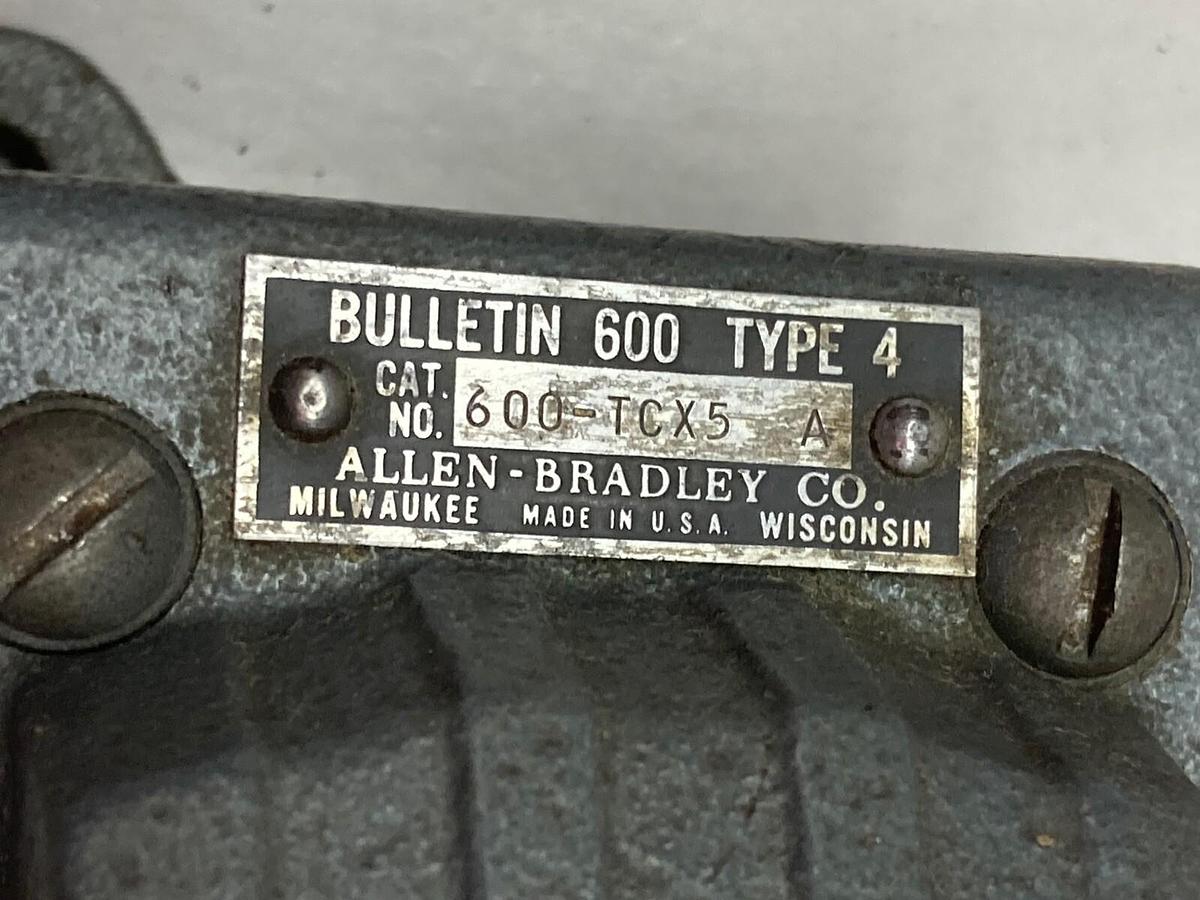 BULLETIN 600 TYPE 4
CAT. NO. 600-TCX5 A
ALLEN-BRADLEY CO.
MILWAUKEE MADE IN U.S.A. WISCONSIN